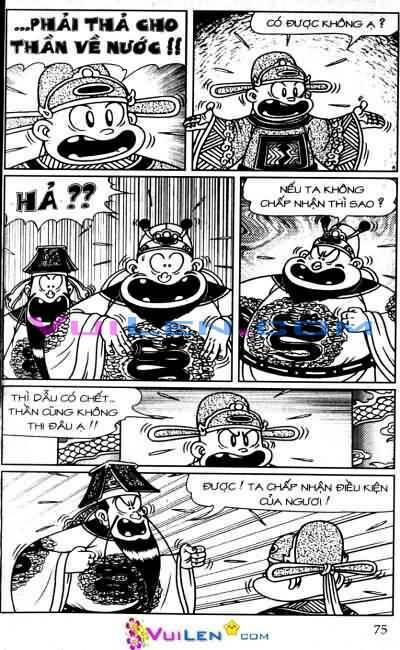 ...PHẢI THẢ CHO
THẦN VỀ NƯỚC !!
CÓ ĐƯỢC KHÔNG Ạ ?
HẢ ??
NẾU TA KHÔNG
CHẤP NHẬN THÌ SAO ?
VUILEN.COM
THÌ DẪU CÓ CHẾT...
THẦN CŨNG KHÔNG
THI ĐÂU Ạ !!
ĐƯỢC ! TA CHẤP NHẬN ĐIỀU KIỆN
CỦA NGƯƠI !
75
VUILEN.COM